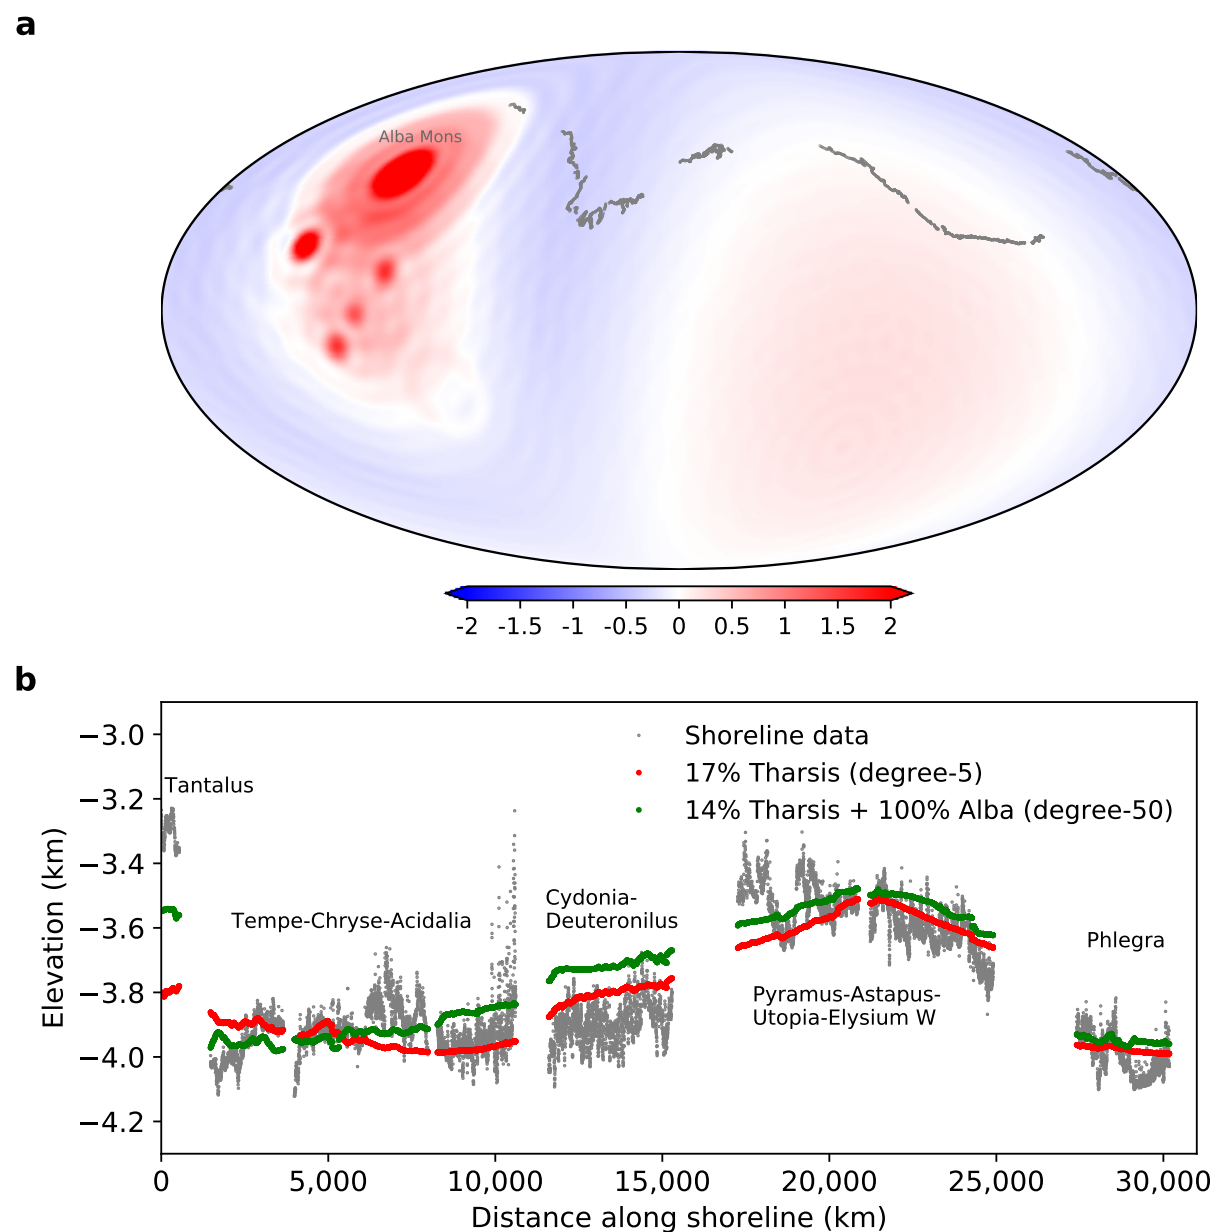 a
Alba Mons
-2 -1.5 -1 -0.5 0 0.5 1 1.5 2
b
−3.0
−3.2
−3.4
−3.6
−3.8
−4.0
−4.2
Elevation (km)
Shoreline data
17% Tharsis (degree-5)
14% Tharsis + 100% Alba (degree-50)
Tantalus
Tempe-Chryse-Acidalia
Cydonia-
Deuteronilus
Pyramus-Astapus-
Utopia-Elysium W
Phlegra
0 5,000 10,000 15,000 20,000 25,000 30,000
Distance along shoreline (km)